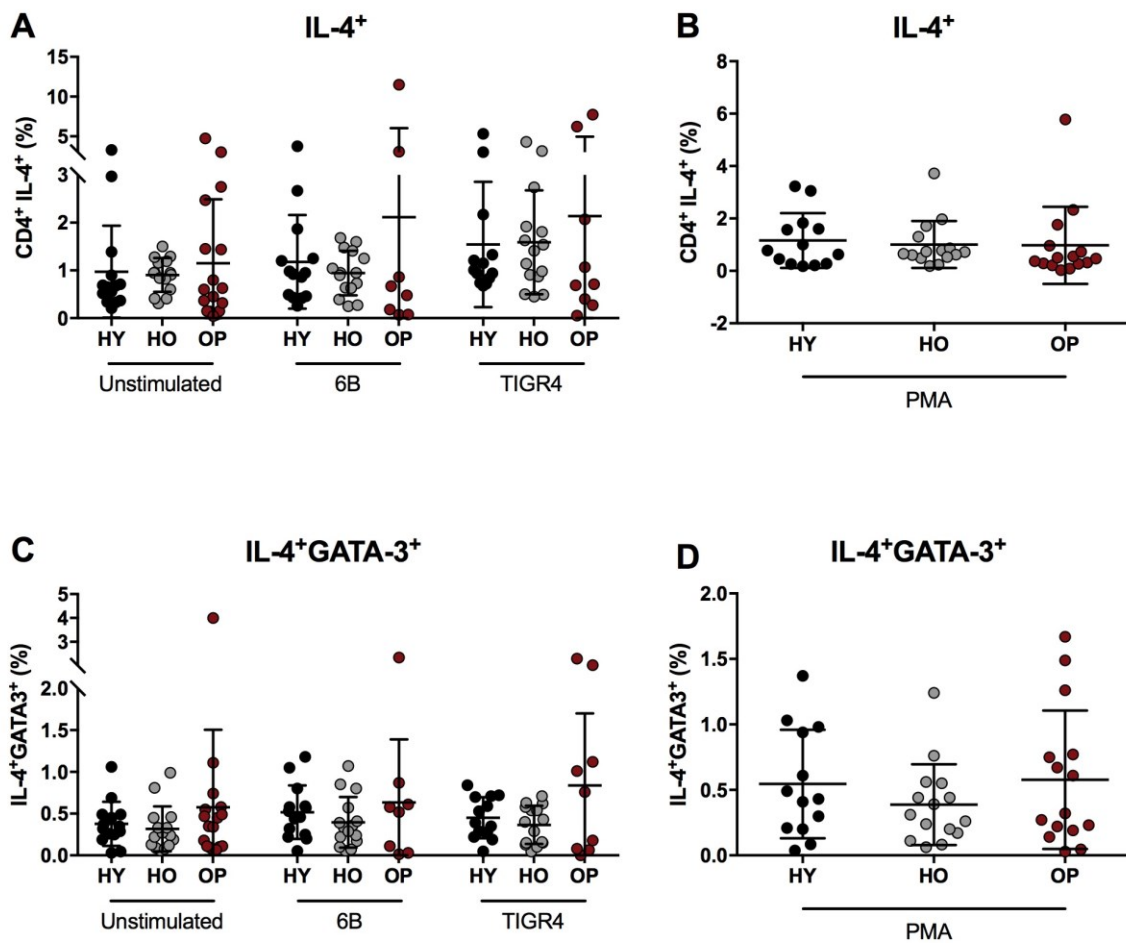 A
IL-4⁺
CD4⁺ IL-4⁺ (%)
15
10
5
3
2
1
0
HY HO OP HY HO OP HY HO OP
Unstimulated 6B TIGR4
B
IL-4⁺
CD4⁺ IL-4⁺ (%)
8
6
4
2
0
-2
HY HO OP
PMA
C
IL-4⁺GATA-3⁺
IL-4⁺GATA3⁺ (%)
5
4
3
2.0
1.5
1.0
0.5
0.0
HY HO OP HY HO OP HY HO OP
Unstimulated 6B TIGR4
D
IL-4⁺GATA-3⁺
IL-4⁺GATA3⁺ (%)
2.0
1.5
1.0
0.5
0.0
HY HO OP
PMA